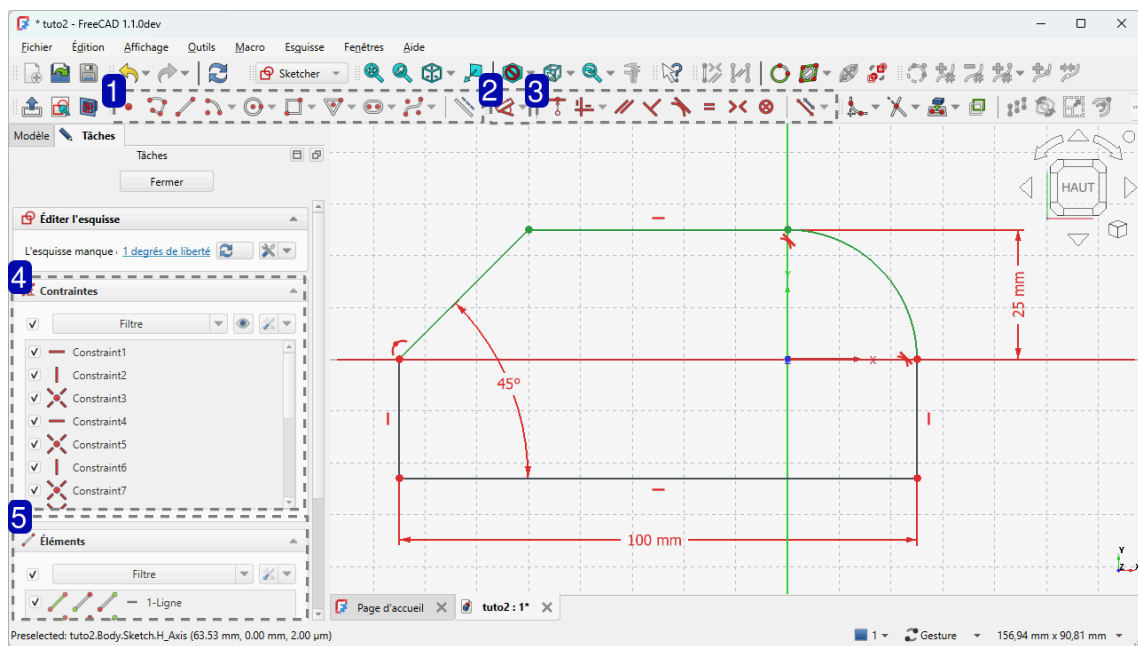 * tuto2 - FreeCAD 1.1.0dev
Fichier Édition Affichage Outils Macro Esquisse Fenêtres Aide
Sketcher
1 2 3
Modèle Tâches
Tâches
Fermer
Éditer l'esquisse
L'esquisse manque 1 degrés de liberté
4
Contraintes
Filtre
Constraint1
Constraint2
Constraint3
Constraint4
Constraint5
Constraint6
Constraint7
5
Éléments
Filtre
1-Ligne
HAUT
25 mm
Y
X
45°
100 mm
Y
Z X
Page d'accueil tuto2 : 1*
Preselected: tuto2.Body.Sketch.H_Axis (63.53 mm, 0.00 mm, 2.00 µm) 1 Gesture 156,94 mm x 90,81 mm